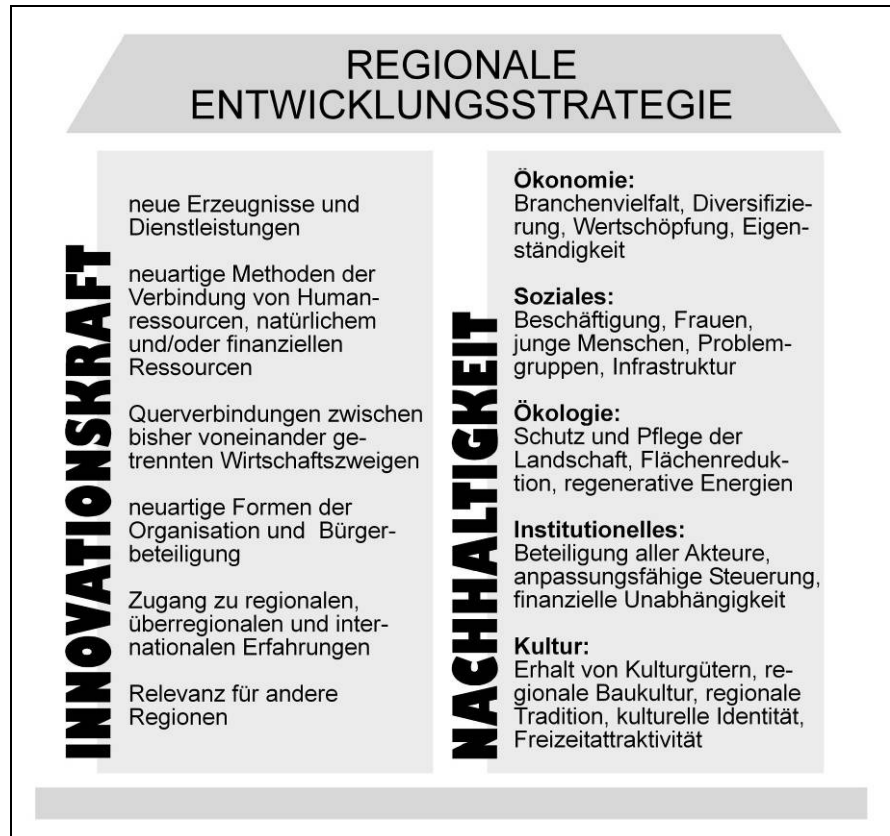 REGIONALE
ENTWICKLUNGSSTRATEGIE
INNOVATIONSKRAFT
neue Erzeugnisse und
Dienstleistungen
neuartige Methoden der
Verbindung von Human-
ressourcen, natürlichem
und/oder finanziellen
Ressourcen
Querverbindungen zwischen
bisher voneinander ge-
trennten Wirtschaftszweigen
neuartige Formen der
Organisation und Bürger-
beteiligung
Zugang zu regionalen,
überregionalen und inter-
nationalen Erfahrungen
Relevanz für andere
Regionen
NACHHALTIGKEIT
Ökonomie:
Branchenvielfalt, Diversifizie-
rung, Wertschöpfung, Eigen-
ständigkeit
Soziales:
Beschäftigung, Frauen,
junge Menschen, Problem-
gruppen, Infrastruktur
Ökologie:
Schutz und Pflege der
Landschaft, Flächenreduk-
tion, regenerative Energien
Institutionelles:
Beteiligung aller Akteure,
anpassungsfähige Steuerung,
finanzielle Unabhängigkeit
Kultur:
Erhalt von Kulturgütern, re-
gionale Baukultur, regionale
Tradition, kulturelle Identität,
Freizeitattraktivität